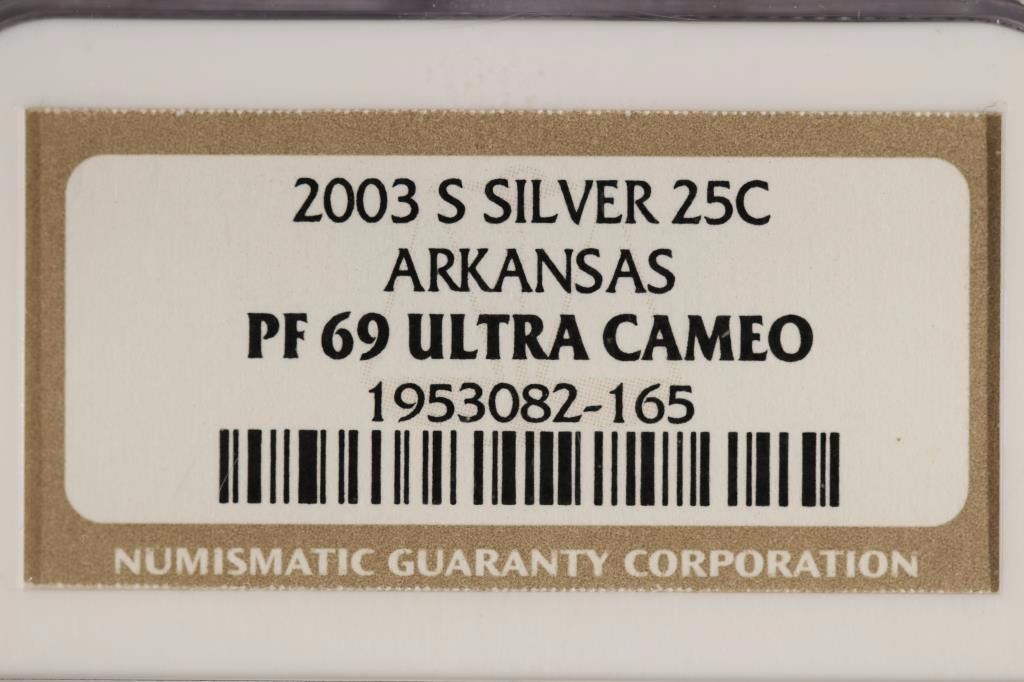 2003 S SILVER 25C
ARKANSAS
PF 69 ULTRA CAMEO
1953082-165
NUMISMATIC GUARANTY CORPORATION